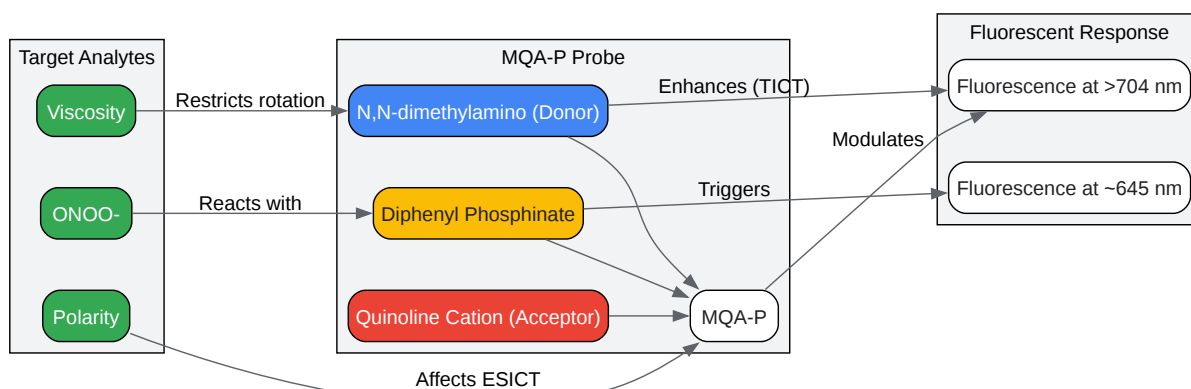 Target Analytes
Viscosity
ONOO-
Polarity
Restricts rotation
Reacts with
Affects ESICT
MQA-P Probe
N,N-dimethylamino (Donor)
Diphenyl Phosphinate
Quinoline Cation (Acceptor)
MQA-P
Enhances (TICT)
Triggers
Modulates
Fluorescent Response
Fluorescence at >704 nm
Fluorescence at ~645 nm